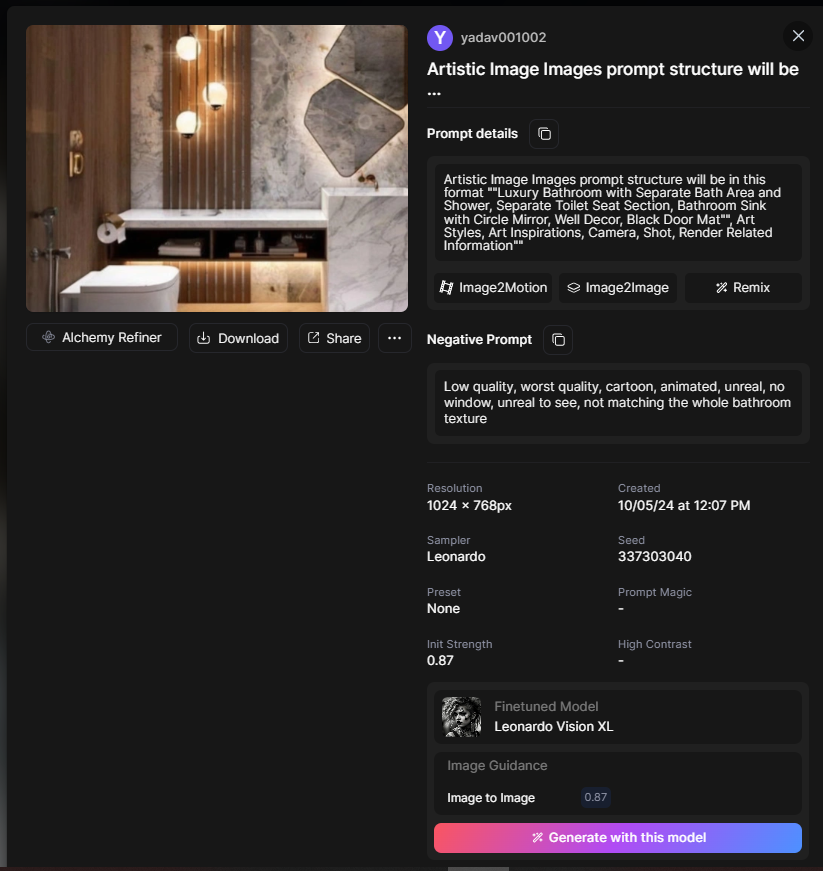 Y yadav001002
Artistic Image Images prompt structure will be
...
Prompt details
Artistic Image Images prompt structure will be in this
format ""Luxury Bathroom with Separate Bath Area and
Shower, Separate Toilet Seat Section, Bathroom Sink
with Circle Mirror, Well Decor, Black Door Mat"", Art
Styles, Art Inspirations, Camera, Shot, Render Related
Information""
Image2Motion Image2Image Remix
Alchemy Refiner Download Share ...
Negative Prompt
Low quality, worst quality, cartoon, animated, unreal, no
window, unreal to see, not matching the whole bathroom
texture
Resolution Created
1024 × 768px 10/05/24 at 12:07 PM
Sampler Seed
Leonardo 337303040
Preset Prompt Magic
None -
Init Strength High Contrast
0.87 -
Finetuned Model
Leonardo Vision XL
Image Guidance
Image to Image 0.87
Generate with this model